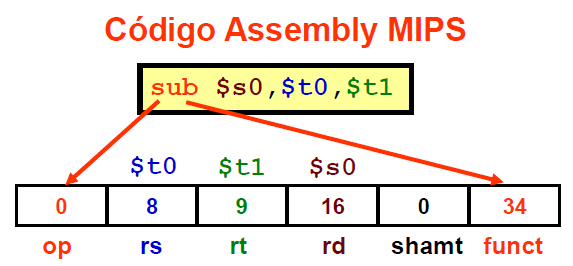 Código Assembly MIPS
sub $s0,$t0,$t1
$t0 $t1 $s0
0 8 9 16 0 34
op rs rt rd shamt funct